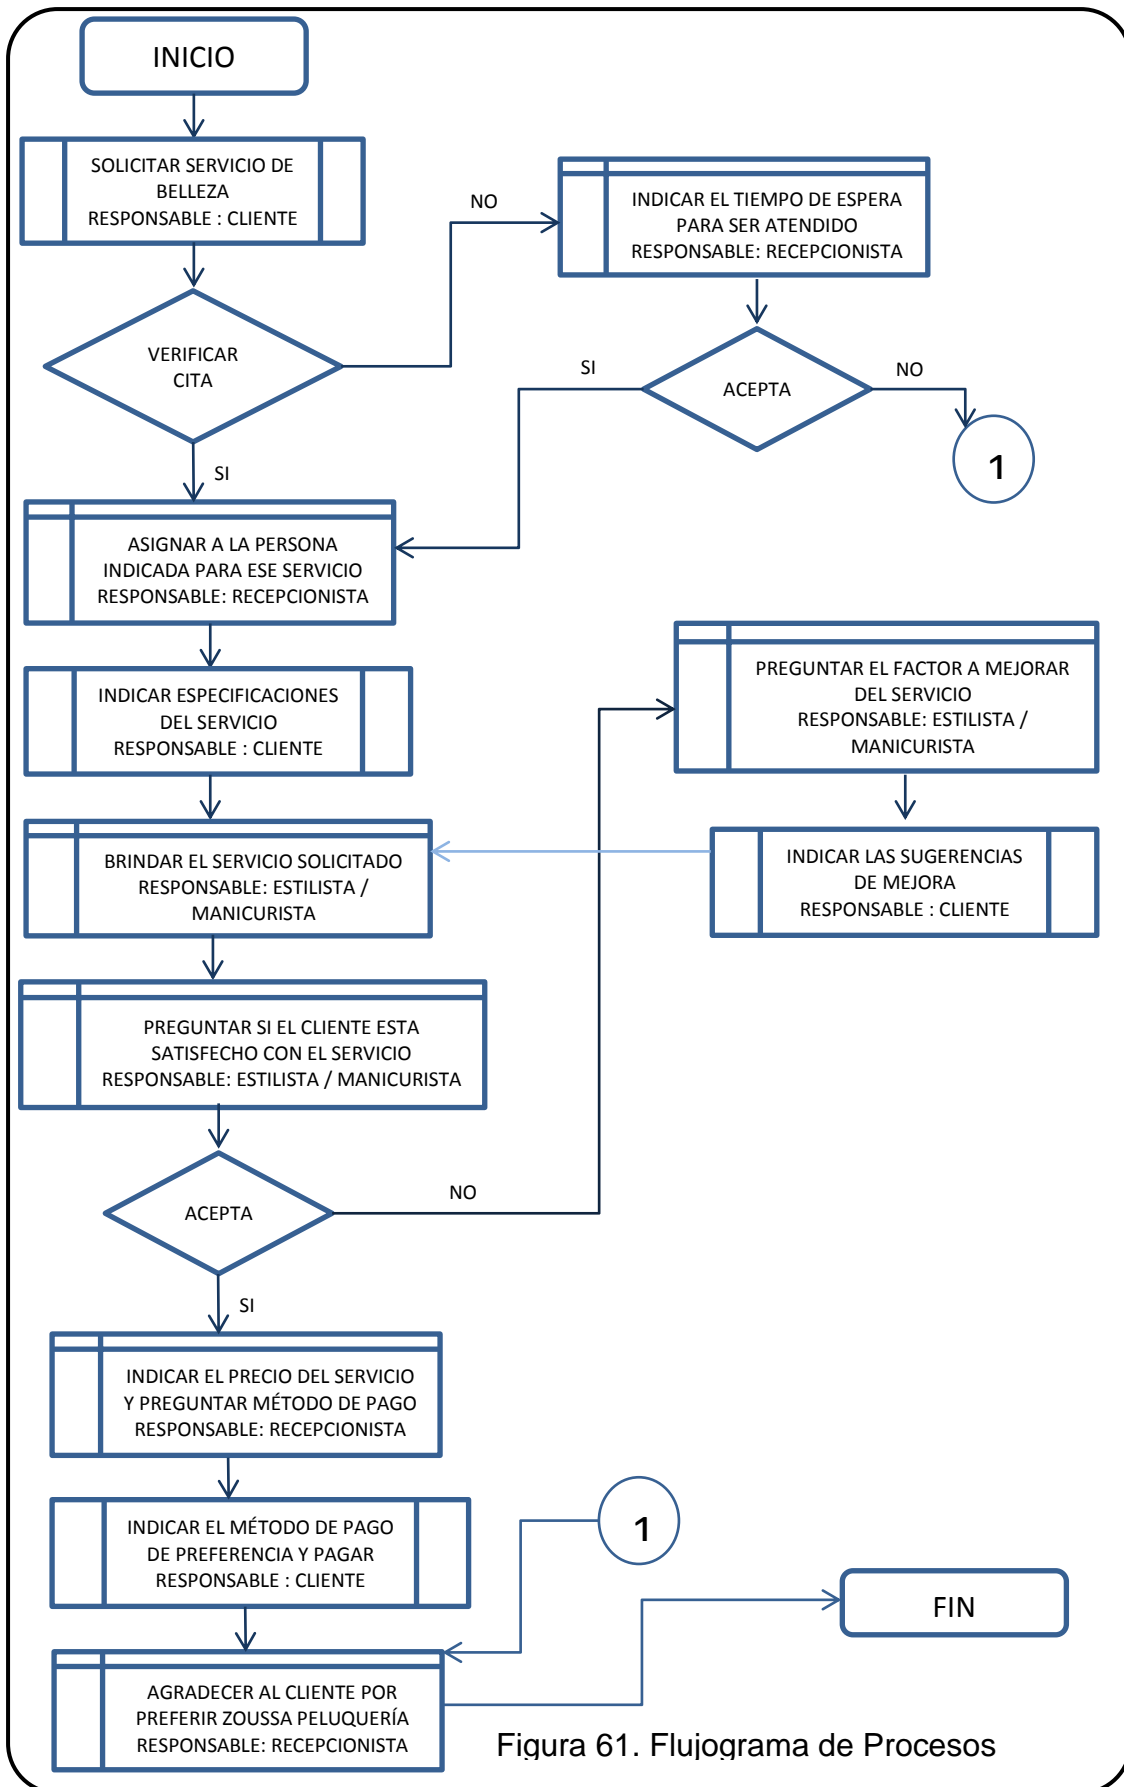 INICIO
SOLICITAR SERVICIO DE
BELLEZA
RESPONSABLE : CLIENTE
NO
INDICAR EL TIEMPO DE ESPERA
PARA SER ATENDIDO
RESPONSABLE: RECEPCIONISTA
VERIFICAR
CITA
SI
ACEPTA
NO
1
SI
ASIGNAR A LA PERSONA
INDICADA PARA ESE SERVICIO
RESPONSABLE: RECEPCIONISTA
INDICAR ESPECIFICACIONES
DEL SERVICIO
RESPONSABLE : CLIENTE
PREGUNTAR EL FACTOR A MEJORAR
DEL SERVICIO
RESPONSABLE: ESTILISTA /
MANICURISTA
BRINDAR EL SERVICIO SOLICITADO
RESPONSABLE: ESTILISTA /
MANICURISTA
INDICAR LAS SUGERENCIAS
DE MEJORA
RESPONSABLE : CLIENTE
PREGUNTAR SI EL CLIENTE ESTA
SATISFECHO CON EL SERVICIO
RESPONSABLE: ESTILISTA / MANICURISTA
ACEPTA
NO
SI
INDICAR EL PRECIO DEL SERVICIO
Y PREGUNTAR MÉTODO DE PAGO
RESPONSABLE: RECEPCIONISTA
INDICAR EL MÉTODO DE PAGO
DE PREFERENCIA Y PAGAR
RESPONSABLE : CLIENTE
1
FIN
AGRADECER AL CLIENTE POR
PREFERIR ZOUSSA PELUQUERÍA
RESPONSABLE: RECEPCIONISTA
Figura 61. Flujograma de Procesos